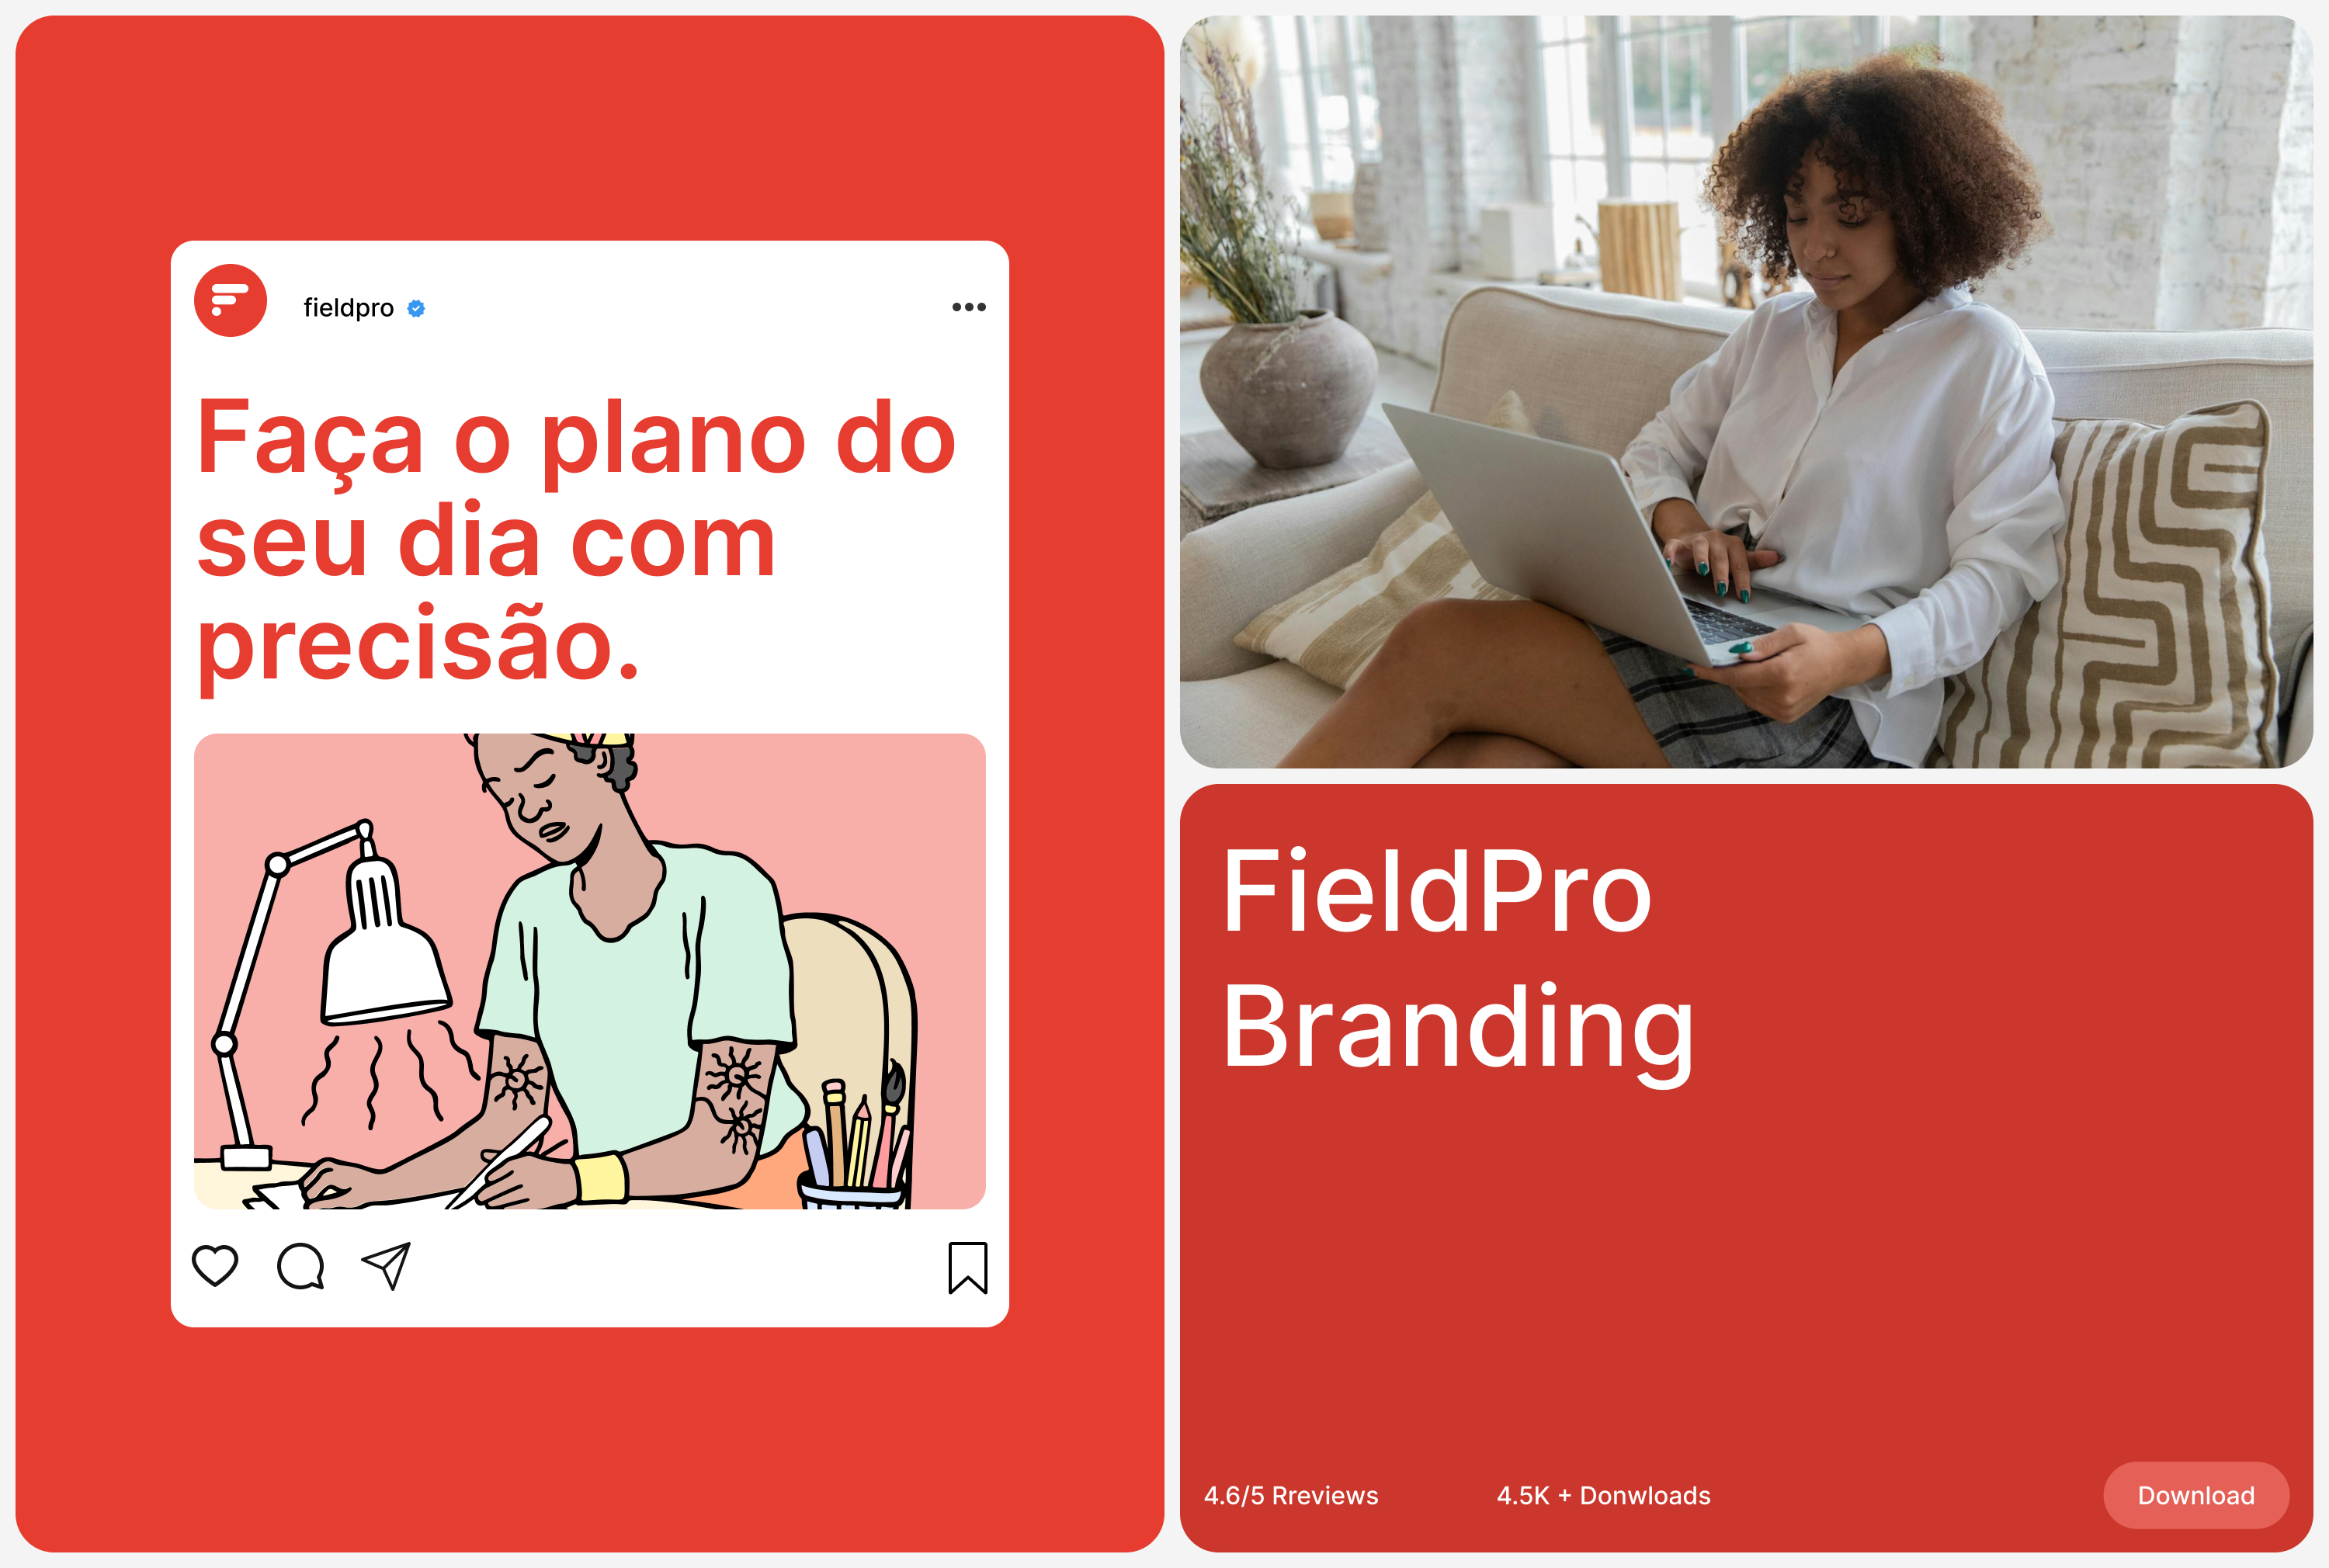 fieldpro
Faça o plano do
seu dia com
precisão.
FieldPro
Branding
4.6/5 Rreviews
4.5K + Donwloads
Download